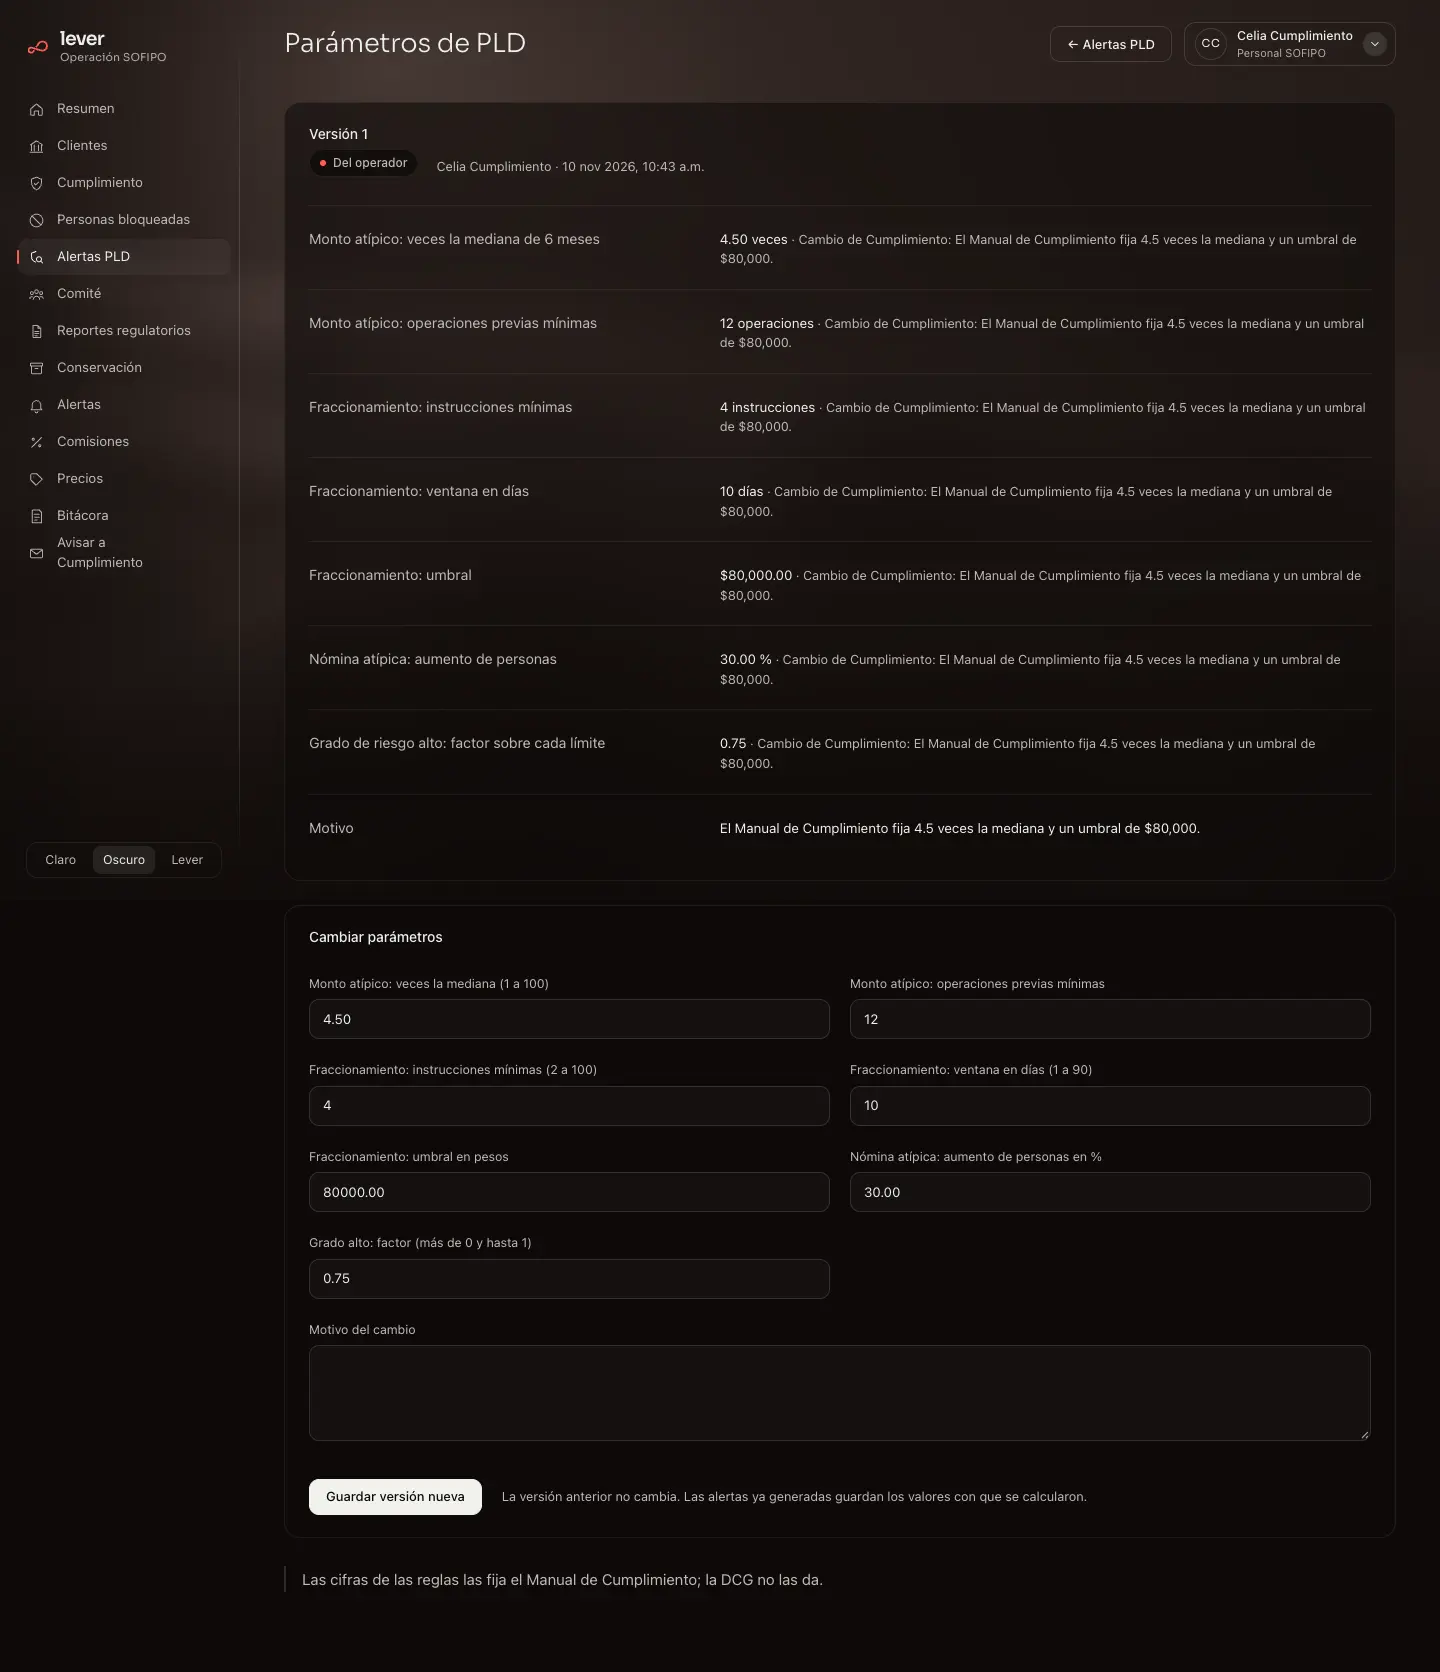 lever
Operación SOFIPO
Resumen
Clientes
Cumplimiento
Personas bloqueadas
Alertas PLD
Comité
Reportes regulatorios
Conservación
Alertas
Comisiones
Precios
Bitácora
Avisar a
Cumplimiento
Claro
Oscuro
Lever
Parámetros de PLD
← Alertas PLD
CC
Celia Cumplimiento
Personal SOFIPO
Versión 1
Del operador
Celia Cumplimiento · 10 nov 2026, 10:43 a.m.
Monto atípico: veces la mediana de 6 meses
4.50 veces · Cambio de Cumplimiento: El Manual de Cumplimiento fija 4.5 veces la mediana y un umbral de
$80,000.
Monto atípico: operaciones previas mínimas
12 operaciones · Cambio de Cumplimiento: El Manual de Cumplimiento fija 4.5 veces la mediana y un umbral
de $80,000.
Fraccionamiento: instrucciones mínimas
4 instrucciones · Cambio de Cumplimiento: El Manual de Cumplimiento fija 4.5 veces la mediana y un umbral
de $80,000.
Fraccionamiento: ventana en días
10 días · Cambio de Cumplimiento: El Manual de Cumplimiento fija 4.5 veces la mediana y un umbral de
$80,000.
Fraccionamiento: umbral
$80,000.00 · Cambio de Cumplimiento: El Manual de Cumplimiento fija 4.5 veces la mediana y un umbral de
$80,000.
Nómina atípica: aumento de personas
30.00 % · Cambio de Cumplimiento: El Manual de Cumplimiento fija 4.5 veces la mediana y un umbral de
$80,000.
Grado de riesgo alto: factor sobre cada límite
0.75 · Cambio de Cumplimiento: El Manual de Cumplimiento fija 4.5 veces la mediana y un umbral de
$80,000.
Motivo
El Manual de Cumplimiento fija 4.5 veces la mediana y un umbral de $80,000.
Cambiar parámetros
Monto atípico: veces la mediana (1 a 100)
4.50
Monto atípico: operaciones previas mínimas
12
Fraccionamiento: instrucciones mínimas (2 a 100)
4
Fraccionamiento: ventana en días (1 a 90)
10
Fraccionamiento: umbral en pesos
80000.00
Nómina atípica: aumento de personas en %
30.00
Grado alto: factor (más de 0 y hasta 1)
0.75
Motivo del cambio
Guardar versión nueva
La versión anterior no cambia. Las alertas ya generadas guardan los valores con que se calcularon.
Las cifras de las reglas las fija el Manual de Cumplimiento; la DCG no las da.